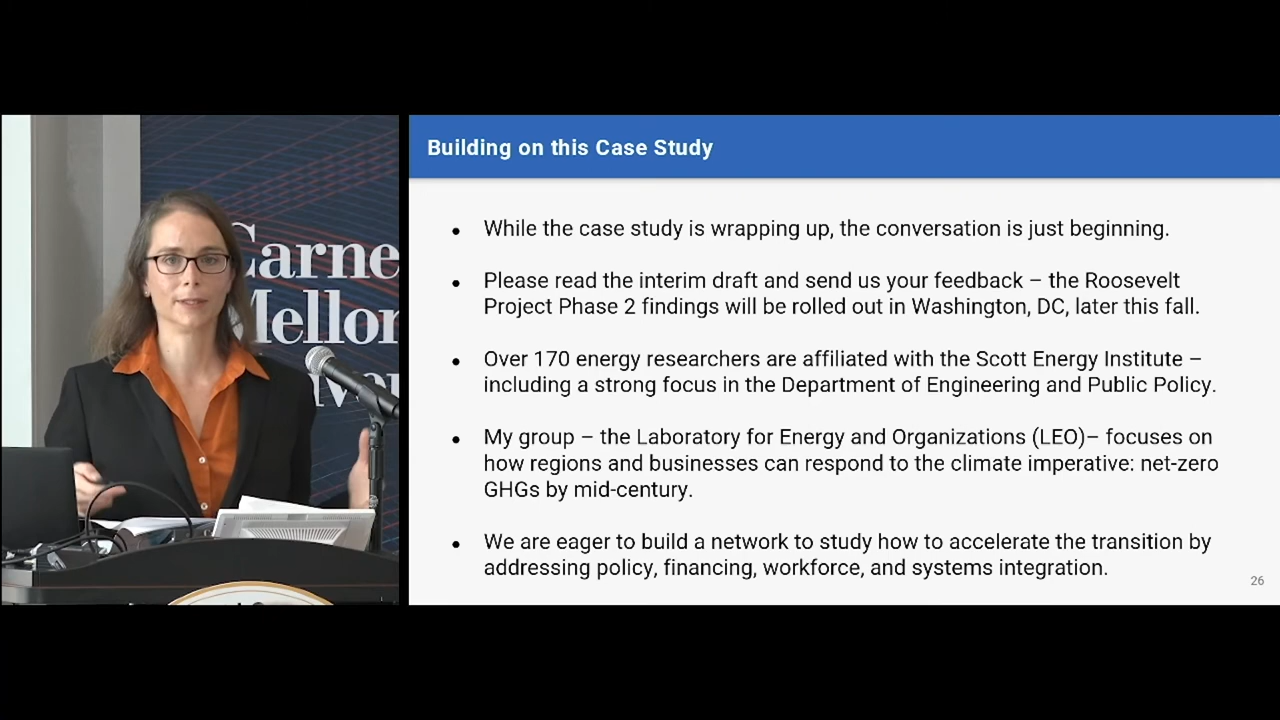 Carne
Mellon
Building on this Case Study
● While the case study is wrapping up, the conversation is just beginning.
● Please read the interim draft and send us your feedback – the Roosevelt
Project Phase 2 findings will be rolled out in Washington, DC, later this fall.
● Over 170 energy researchers are affiliated with the Scott Energy Institute –
including a strong focus in the Department of Engineering and Public Policy.
● My group – the Laboratory for Energy and Organizations (LEO)– focuses on
how regions and businesses can respond to the climate imperative: net-zero
GHGs by mid-century.
● We are eager to build a network to study how to accelerate the transition by
addressing policy, financing, workforce, and systems integration.
26